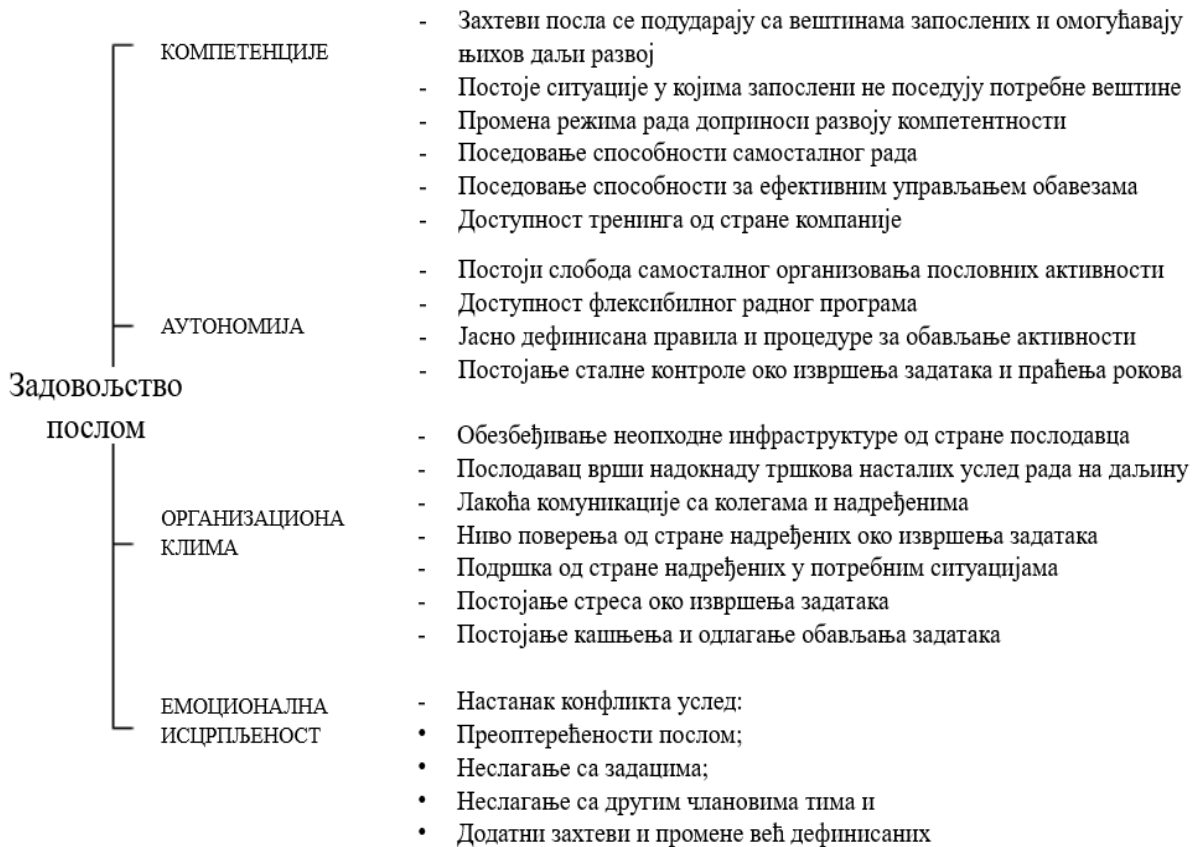 Задовољство
послом
КОМПЕТЕНЦИЈЕ
- Захтеви посла се подударају са вештинама запослених и омогућавају
њихов даљи развој
- Постоје ситуације у којима запослени не поседују потребне вештине
- Промена режима рада доприноси развоју компетентности
- Поседовање способности самосталног рада
- Поседовање способности за ефективним управљањем обавезама
- Доступност тренинга од стране компаније
АУТОНОМИЈА
- Постоји слобода самосталног организовања пословних активности
- Доступност флексибилног радног програма
- Јасно дефинисана правила и процедуре за обављање активности
- Постојање сталне контроле око извршења задатака и праћења рокова
ОРГАНИЗАЦИОНА
КЛИМА
- Обезбеђивање неопходне инфраструктуре од стране послодавца
- Послодавац врши надокнаду тршкова насталих услед рада на даљину
- Лакоћа комуникације са колегама и надређенима
- Ниво поверења од стране надређених око извршења задатака
- Подршка од стране надређених у потребним ситуацијама
- Постојање стреса око извршења задатака
- Постојање кашњења и одлагање обављања задатака
ЕМОЦИОНАЛНА
ИСЦРПЉЕНОСТ
- Настанак конфликта услед:
• Преоптерећености послом;
• Неслагање са задацима;
• Неслагање са другим члановима тима и
• Додатни захтеви и промене већ дефинисаних